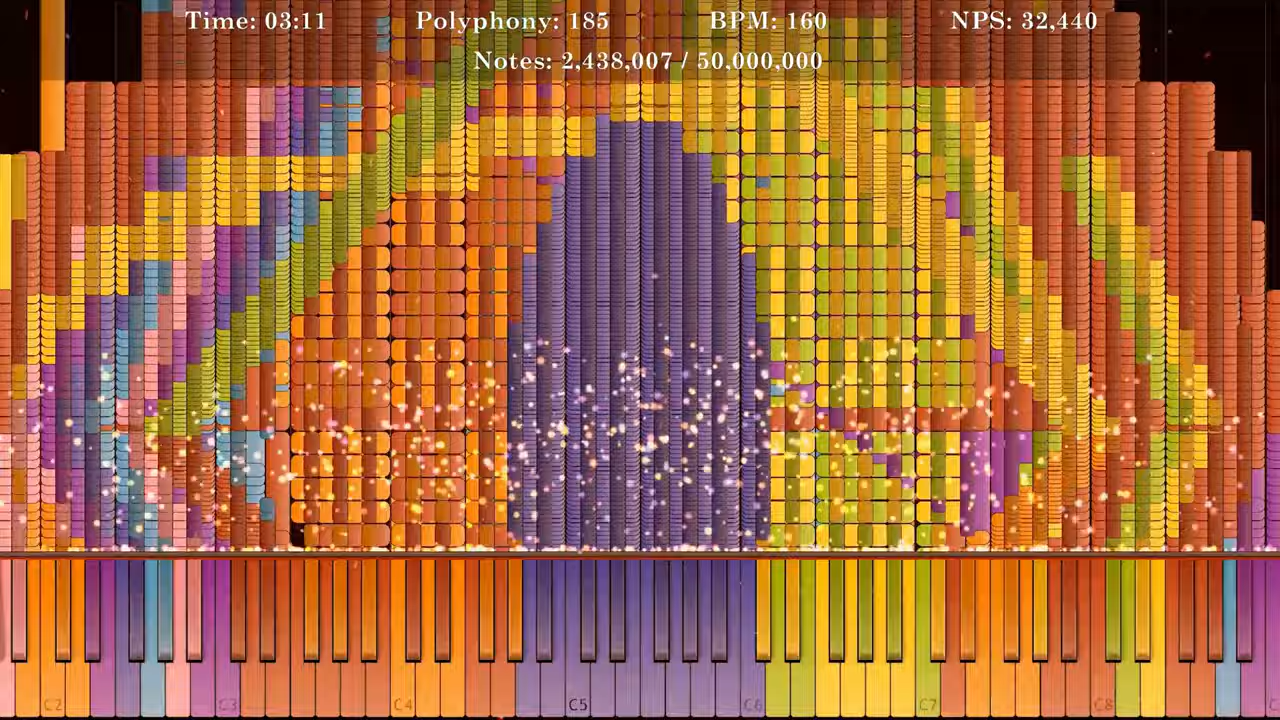 Time: 03:11 Polyphony: 185 BPM: 160 NPS: 32,440
Notes: 2,438,007 / 50,000,000
C2 C3 C4 C5 C6 C7 C8